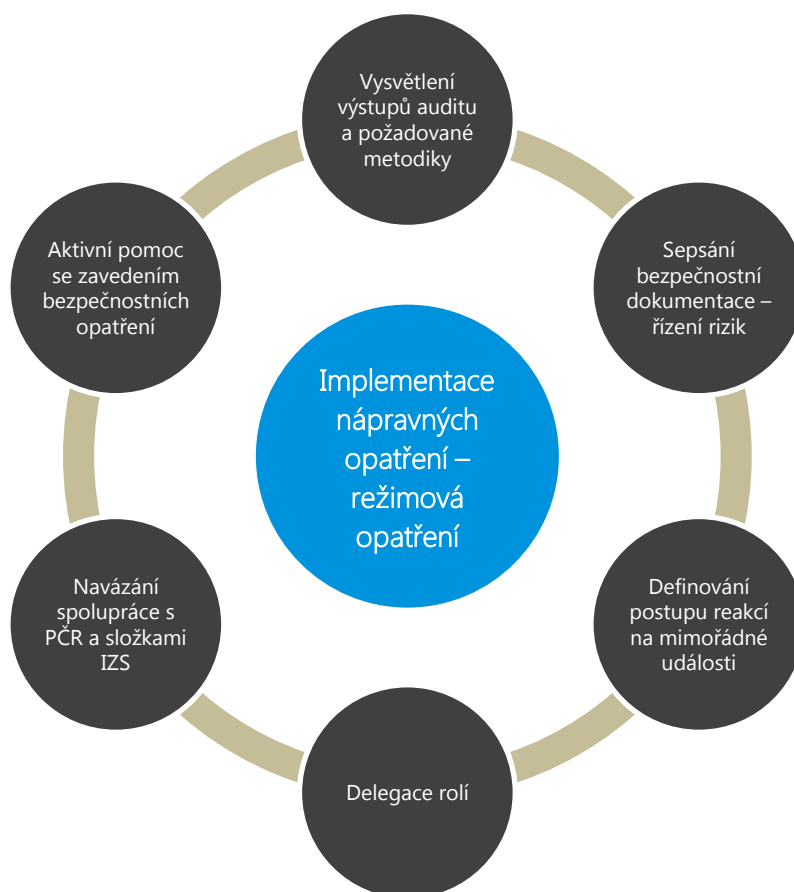 Vysvětlení
výstupů auditu
a požadované
metodiky
Sepsání
bezpečnostní
dokumentace –
řízení rizik
Definování
postupu reakcí
na mimořádné
události
Delegace rolí
Navázání
spolupráce s
PČR a složkami
IZS
Aktivní pomoc
se zavedením
bezpečnostních
opatření
Implementace
nápravných
opatření –
režimová
opatření